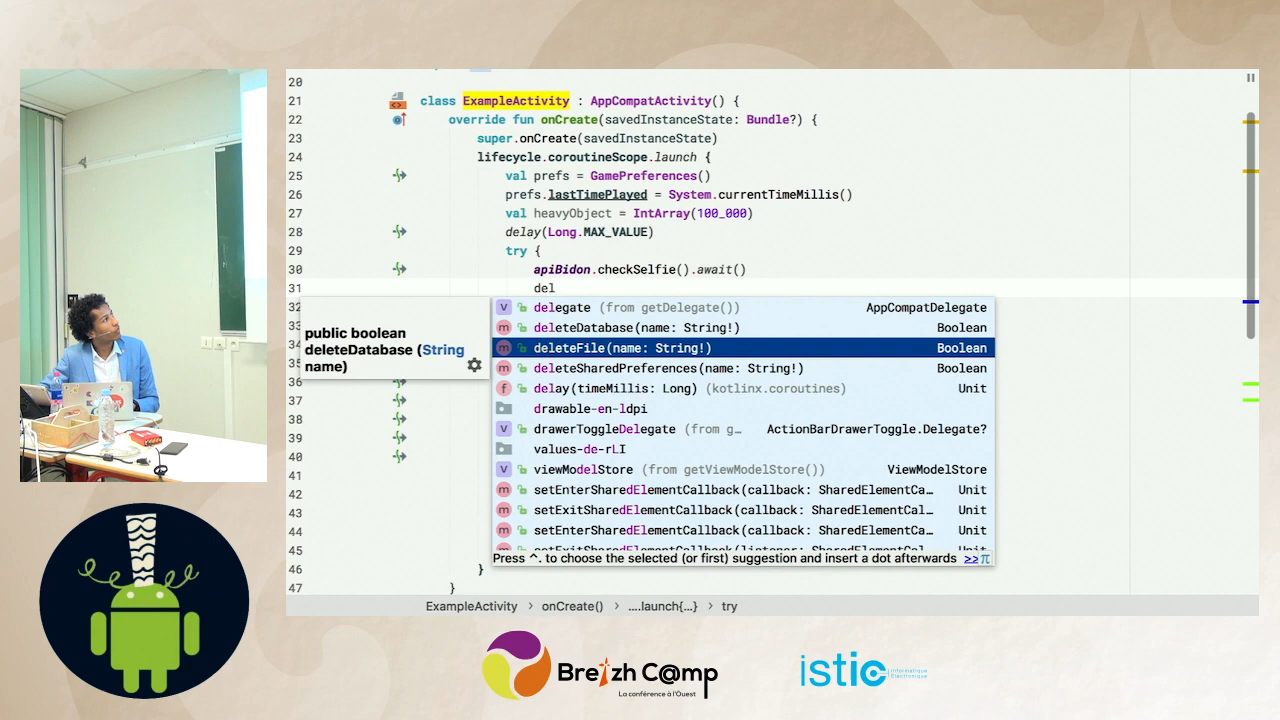 20
21 class ExampleActivity : AppCompatActivity() {
22 override fun onCreate(savedInstanceState: Bundle?) {
23 super.onCreate(savedInstanceState)
24 lifecycle.coroutineScope.launch {
25 val prefs = GamePreferences()
26 prefs.lastTimePlayed = System.currentTimeMillis()
27 val heavyObject = IntArray(100_000)
28 delay(Long.MAX_VALUE)
29 try {
30 apiBidon.checkSelfie().await()
31 del
32
33
34
35
36
37
38
39
40
41
42
43
44
45
46 }
47 }
public boolean
deleteDatabase (String
name)
delegate (from getDelegate()) AppCompatDelegate
deleteDatabase(name: String!) Boolean
deleteFile(name: String!) Boolean
deleteSharedPreferences(name: String!) Boolean
delay(timeMillis: Long) (kotlinx.coroutines) Unit
drawable-en-ldpi
drawerToggleDelegate (from g… ActionBarDrawerToggle.Delegate?
values-de-rLI
viewModelStore (from getViewModelStore()) ViewModelStore
setEnterSharedElementCallback(callback: SharedElementCa… Unit
setExitSharedElementCallback(callback: SharedElementCa… Unit
setEnterSharedElementCallback(callback: SharedElementCa… Unit
setExitSharedElementCallback(listener: SharedElementCal… Unit
Press ^. to choose the selected (or first) suggestion and insert a dot afterwards >> π
ExampleActivity > onCreate() > ….launch{…} > try
Breizh C@mp
La conférence à l'Ouest
istic Informatique
Électronique